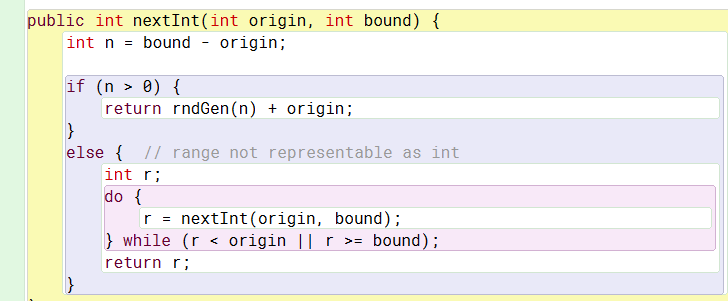 public int nextInt(int origin, int bound) {
int n = bound - origin;
if (n > 0) {
return rndGen(n) + origin;
}
else {  // range not representable as int
int r;
do {
r = nextInt(origin, bound);
} while (r < origin || r >= bound);
return r;
}